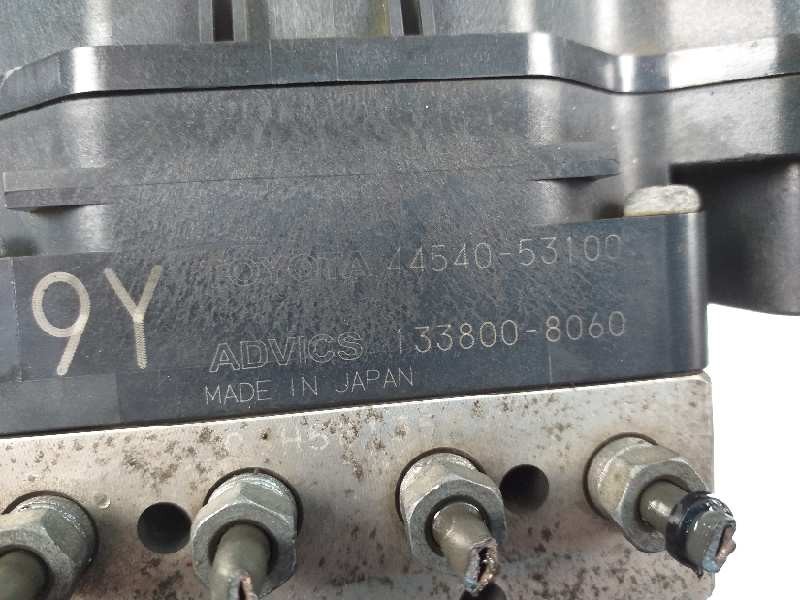 9Y
TOYOTA 44540-53100
ADVICS 133800-8060
MADE IN JAPAN